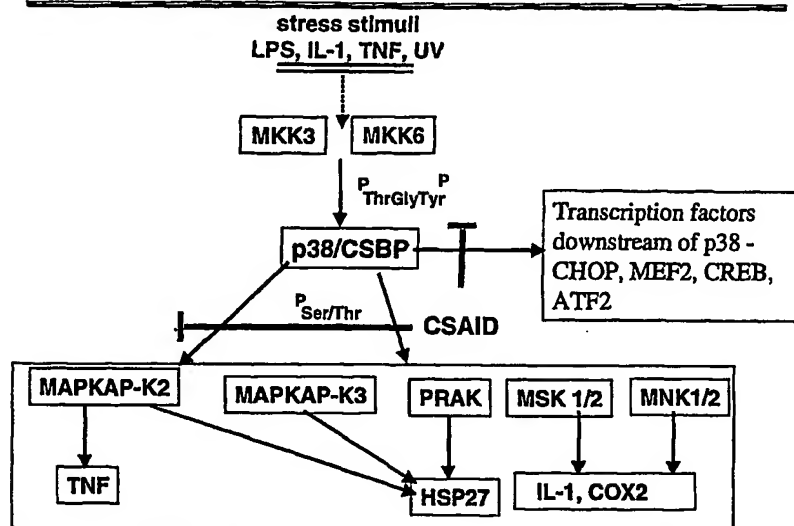 stress stimuli
LPS, IL-1, TNF, UV
MKK3
MKK6
P
ThrGlyTyr
P
p38/CSBP
Transcription factors
downstream of p38 -
CHOP, MEF2, CREB,
ATF2
P
Ser/Thr
CSAID
MAPKAP-K2
MAPKAP-K3
PRAK
MSK 1/2
MNK1/2
TNF
HSP27
IL-1, COX2